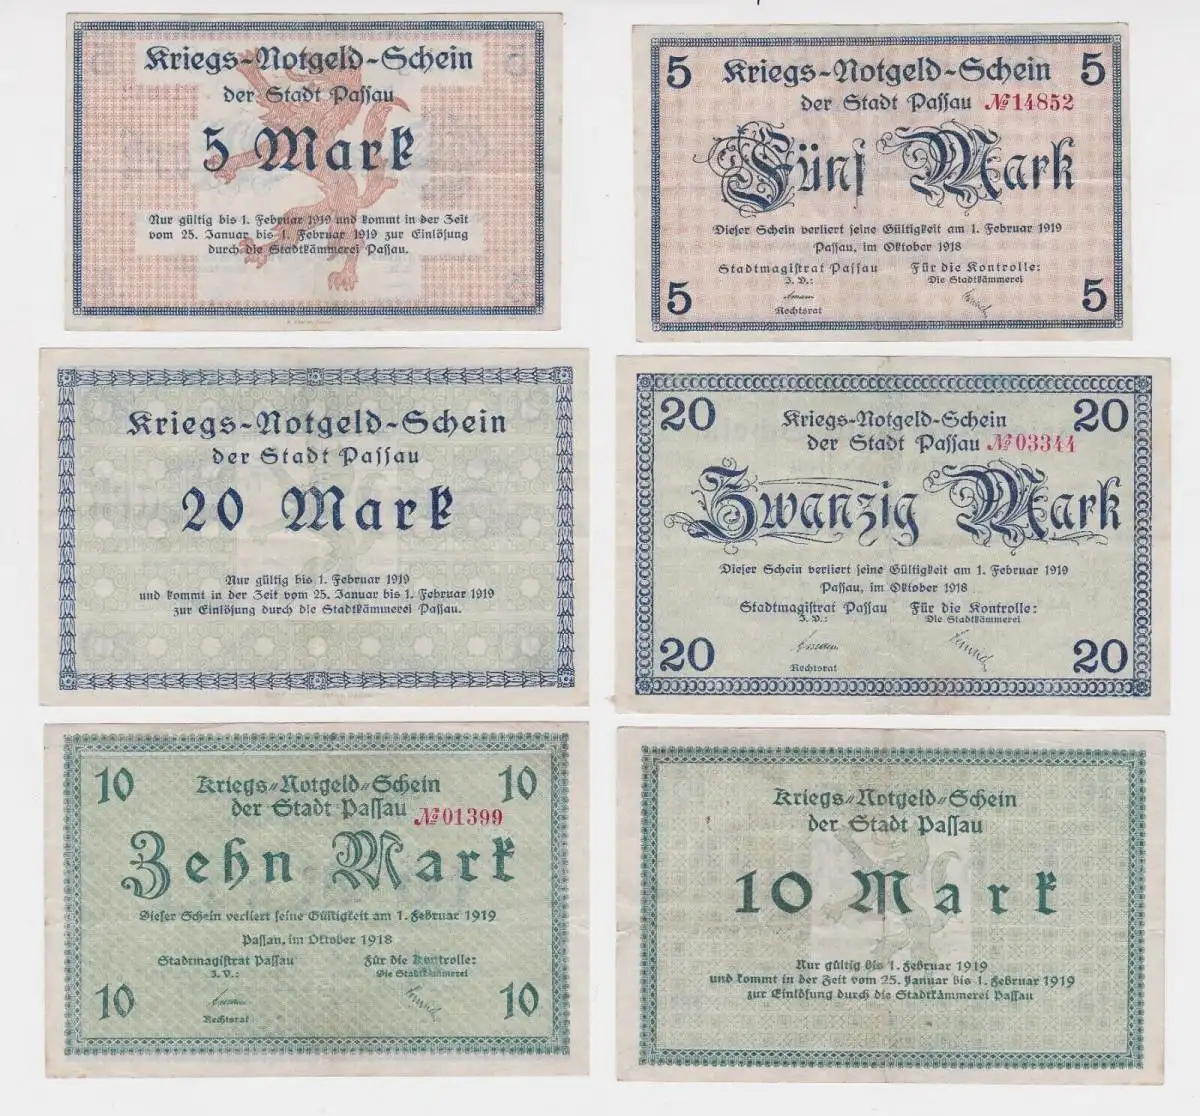 Kriegs-Notgeld-Schein
der Stadt Passau
5 Mark
Nur gültig bis 1. Februar 1919 und kommt in der Zeit
vom 25. Januar bis 1. Februar 1919 zur Einlösung
durch die Stadtkämmerei Passau.
5 Kriegs-Notgeld-Schein 5
der Stadt Passau № 14852
Fünf Mark
Dieser Schein verliert seine Gültigkeit am 1. Februar 1919
Passau, im Oktober 1918
Stadtmagistrat Passau Für die Kontrolle:
J. V.: Die Stadtkämmerei
Rechtsrat
5 5
Kriegs-Notgeld-Schein
der Stadt Passau
20 Mark
Nur gültig bis 1. Februar 1919
und kommt in der Zeit vom 25. Januar bis 1. Februar 1919
zur Einlösung durch die Stadtkämmerei Passau.
20 Kriegs-Notgeld-Schein 20
der Stadt Passau № 03344
Zwanzig Mark
Dieser Schein verliert seine Gültigkeit am 1. Februar 1919
Passau, im Oktober 1918
Stadtmagistrat Passau Für die Kontrolle:
J. V.: Die Stadtkämmerei
Rechtsrat
20 20
10 Kriegs-Notgeld-Schein 10
der Stadt Passau № 01399
Zehn Mark
Dieser Schein verliert seine Gültigkeit am 1. Februar 1919
Passau, im Oktober 1918
Stadtmagistrat Passau Für die Kontrolle:
J. V.: Die Stadtkämmerei
Rechtsrat
10 10
Kriegs-Notgeld-Schein
der Stadt Passau
10 Mark
Nur gültig bis 1. Februar 1919
und kommt in der Zeit vom 25. Januar bis 1. Februar 1919
zur Einlösung durch die Stadtkämmerei Passau